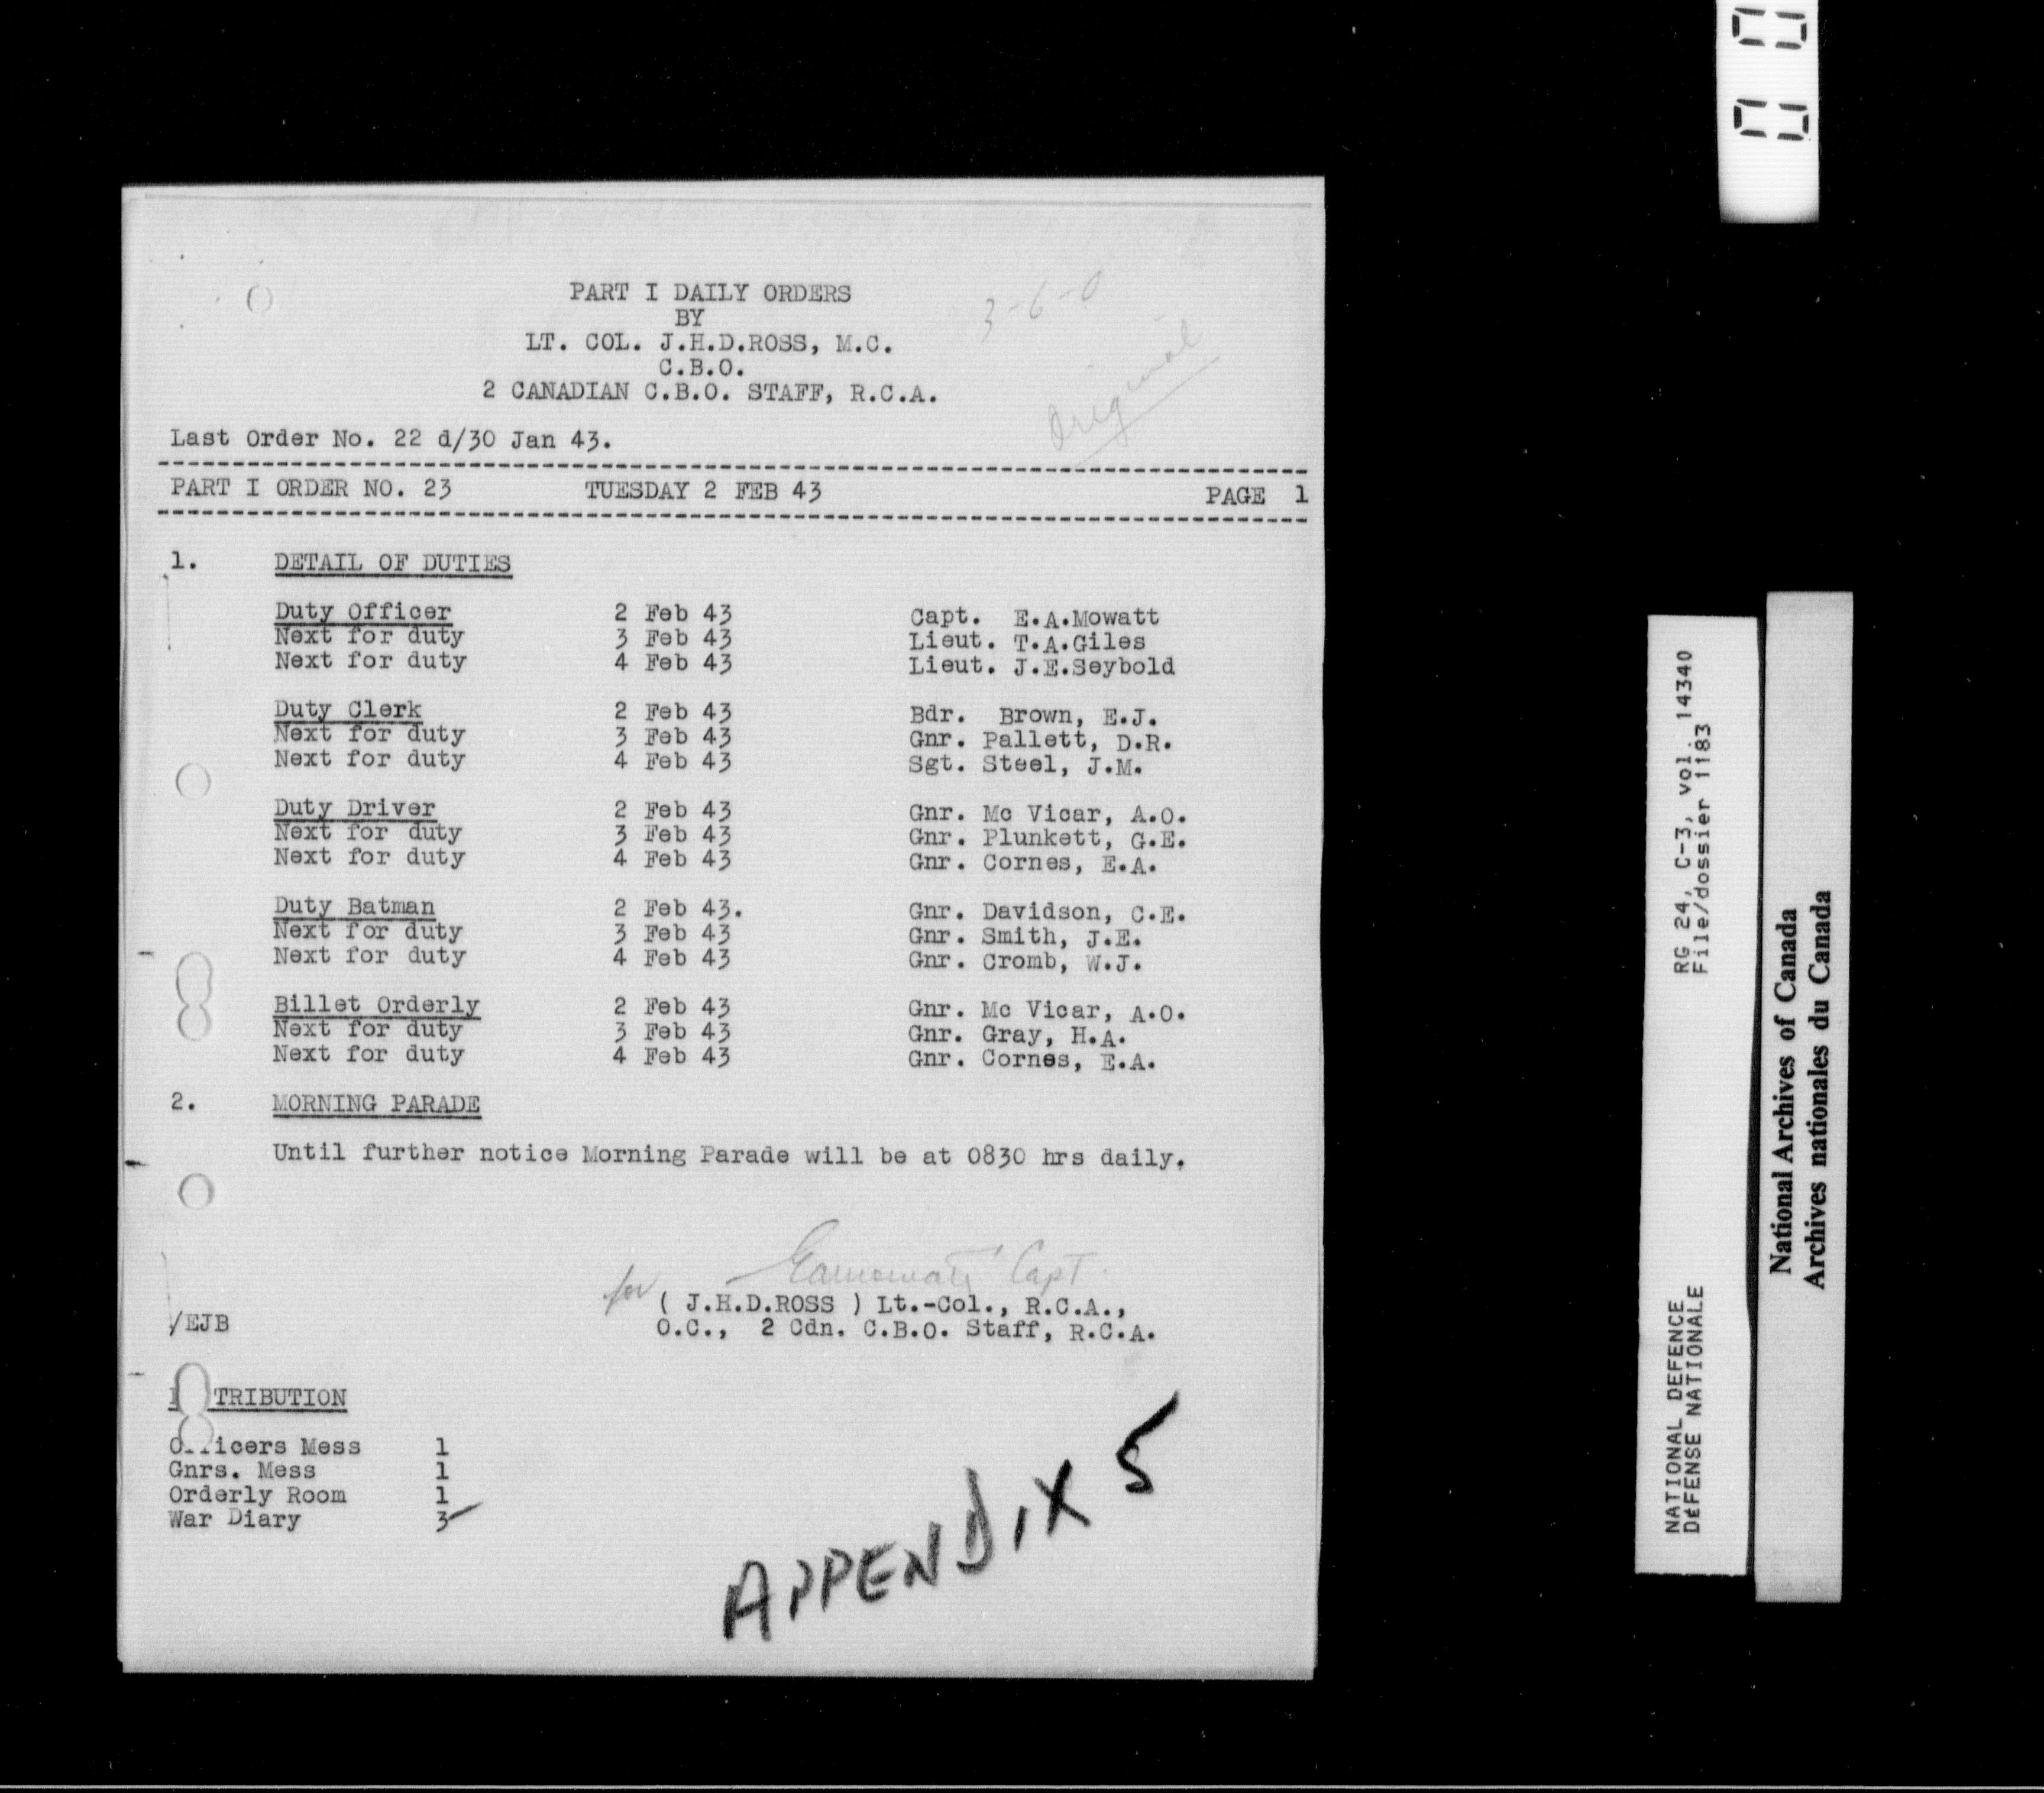 PART I DAILY ORDERS
BY
LT. COL. J.H.D.ROSS, M.C.
C.B.O.
2 CANADIAN C.B.O. STAFF, R.C.A.
3-6-0
Original
Last Order No. 22 d/30 Jan 43.
PART I ORDER NO. 23 TUESDAY 2 FEB 43 PAGE 1
1. DETAIL OF DUTIES
Duty Officer 2 Feb 43 Capt. E.A.Mowatt
Next for duty 3 Feb 43 Lieut. T.A.Giles
Next for duty 4 Feb 43 Lieut. J.E.Seybold
Duty Clerk 2 Feb 43 Bdr. Brown, E.J.
Next for duty 3 Feb 43 Gnr. Pallett, D.R.
Next for duty 4 Feb 43 Sgt. Steel, J.M.
Duty Driver 2 Feb 43 Gnr. Mc Vicar, A.O.
Next for duty 3 Feb 43 Gnr. Plunkett, G.E.
Next for duty 4 Feb 43 Gnr. Cornes, E.A.
Duty Batman 2 Feb 43. Gnr. Davidson, C.E.
Next for duty 3 Feb 43 Gnr. Smith, J.E.
Next for duty 4 Feb 43 Gnr. Cromb, W.J.
Billet Orderly 2 Feb 43 Gnr. Mc Vicar, A.O.
Next for duty 3 Feb 43 Gnr. Gray, H.A.
Next for duty 4 Feb 43 Gnr. Cornes, E.A.
2. MORNING PARADE
Until further notice Morning Parade will be at 0830 hrs daily.
EAMowatt Capt.
for ( J.H.D.ROSS ) Lt.-Col., R.C.A.,
O.C., 2 Cdn. C.B.O. Staff, R.C.A.
/EJB
TRIBUTION
Officers Mess 1
Gnrs. Mess 1
Orderly Room 1
War Diary 3
APPENDIX 5
RG 24, C-3, vol. 14340
File/dossier 1183
NATIONAL DEFENCE
DéFENSE NATIONALE
National Archives of Canada
Archives nationales du Canada